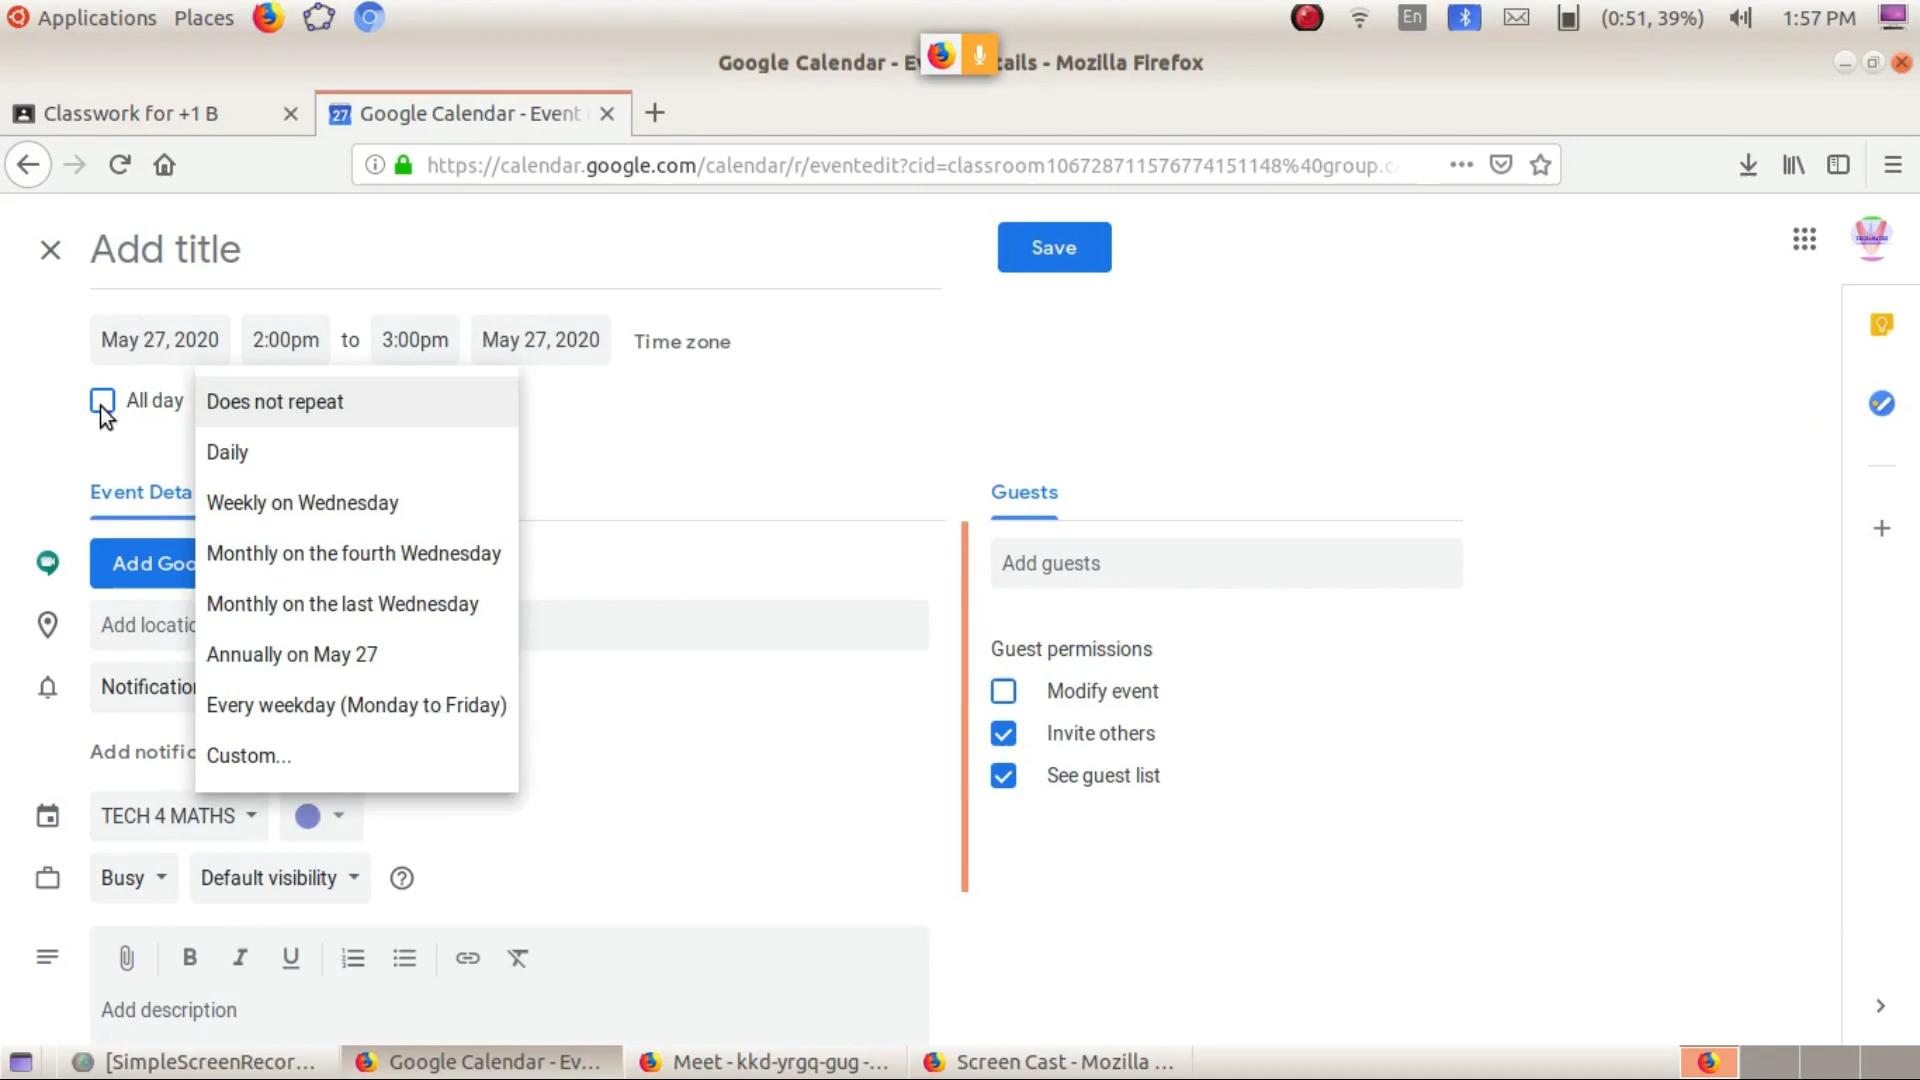 Applications Places En (0:51, 39%) 1:57 PM
Google Calendar - E tails - Mozilla Firefox
Classwork for +1 B
27 Google Calendar - Event
https://calendar.google.com/calendar/r/eventedit?cid=classroom106728711576774151148%40group.c
Add title
Save
May 27, 2020 2:00pm to 3:00pm May 27, 2020 Time zone
All day
Does not repeat
Daily
Weekly on Wednesday
Monthly on the fourth Wednesday
Monthly on the last Wednesday
Annually on May 27
Every weekday (Monday to Friday)
Custom...
Event Deta
Guests
Add Goo
Add guests
Add locatio
Guest permissions
Notification
Modify event
Invite others
Add notific
See guest list
TECH 4 MATHS
Busy Default visibility
B I U
Add description
[SimpleScreenRecor... Google Calendar - Ev... Meet - kkd-yrgq-gug -... Screen Cast - Mozilla ...